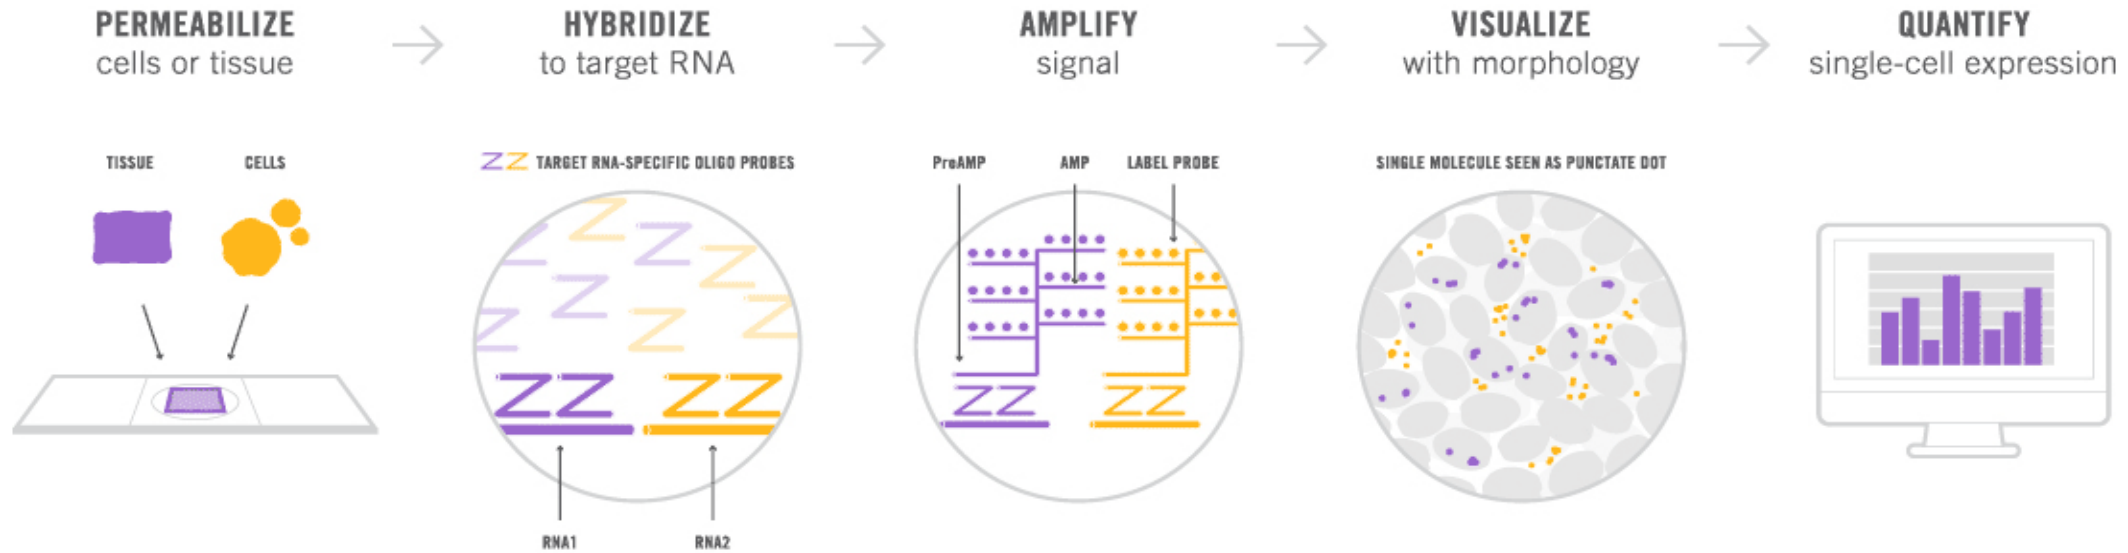 PERMEABILIZE
cells or tissue
HYBRIDIZE
to target RNA
AMPLIFY
signal
VISUALIZE
with morphology
QUANTIFY
single-cell expression
TISSUE
CELLS
TARGET RNA-SPECIFIC OLIGO PROBES
RNA1
RNA2
PreAMP
AMP
LABEL PROBE
SINGLE MOLECULE SEEN AS PUNCTATE DOT